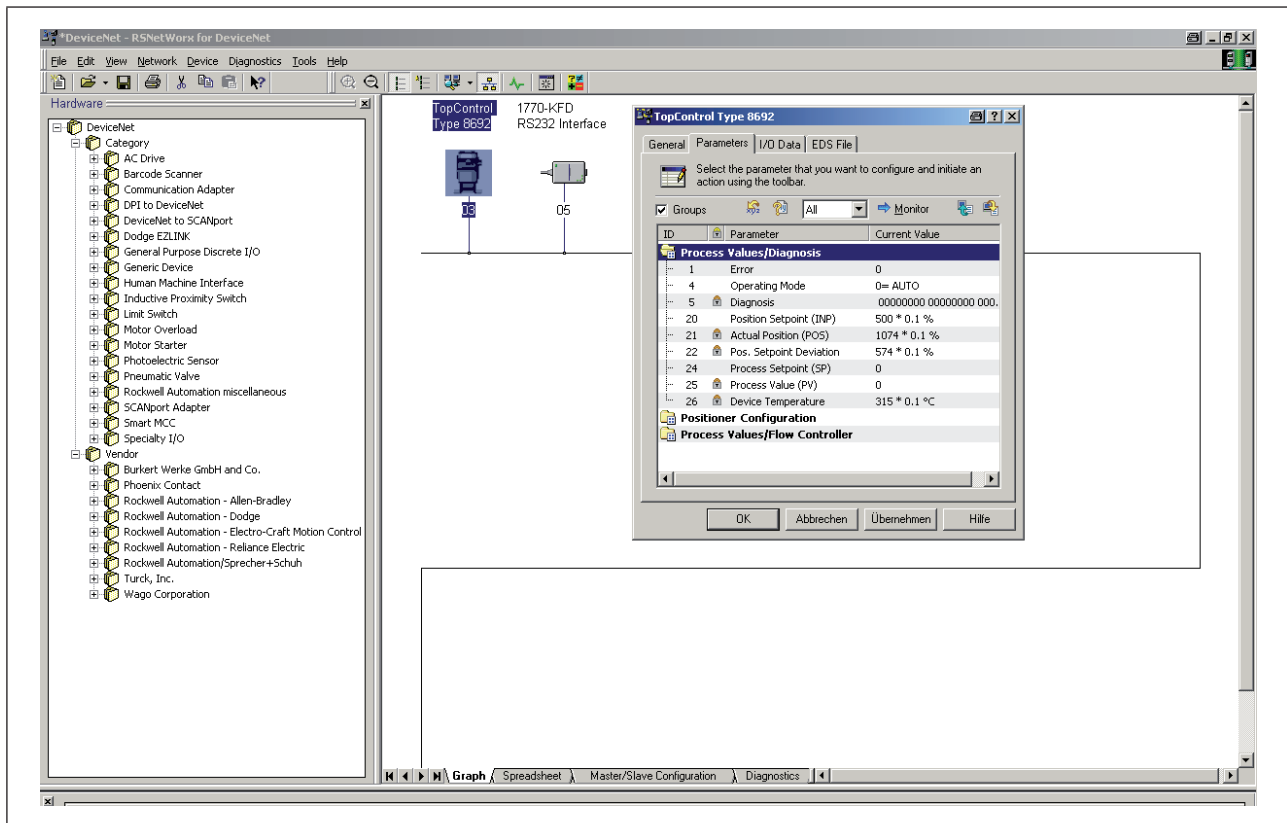 *DeviceNet - RSNetWorx for DeviceNet
File Edit View Network Device Diagnostics Tools Help
Hardware
DeviceNet
Category
AC Drive
Barcode Scanner
Communication Adapter
DPI to DeviceNet
DeviceNet to SCANport
Dodge EZLINK
General Purpose Discrete I/O
Generic Device
Human Machine Interface
Inductive Proximity Switch
Limit Switch
Motor Overload
Motor Starter
Photoelectric Sensor
Pneumatic Valve
Rockwell Automation miscellaneous
SCANport Adapter
Smart MCC
Specialty I/O
Vendor
Burkert Werke GmbH and Co.
Phoenix Contact
Rockwell Automation - Allen-Bradley
Rockwell Automation - Dodge
Rockwell Automation - Electro-Craft Motion Control
Rockwell Automation - Reliance Electric
Rockwell Automation/Sprecher+Schuh
Turck, Inc.
Wago Corporation
TopControl
Type 8692
03
1770-KFD
RS232 Interface
05
TopControl Type 8692
General Parameters I/O Data EDS File
Select the parameter that you want to configure and initiate an
action using the toolbar.
Groups All Monitor
ID Parameter Current Value
Process Values/Diagnosis
1 Error 0
4 Operating Mode 0= AUTO
5 Diagnosis 00000000 00000000 000.
20 Position Setpoint (INP) 500 * 0.1 %
21 Actual Position (POS) 1074 * 0.1 %
22 Pos. Setpoint Deviation 574 * 0.1 %
24 Process Setpoint (SP) 0
25 Process Value (PV) 0
26 Device Temperature 315 * 0.1 °C
Positioner Configuration
Process Values/Flow Controller
OK Abbrechen Übernehmen Hilfe
Graph Spreadsheet Master/Slave Configuration Diagnostics